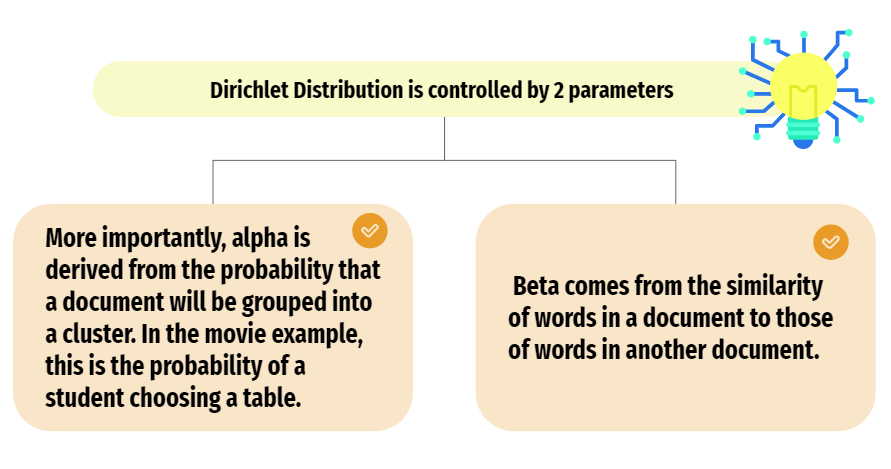 Dirichlet Distribution is controlled by 2 parameters
More importantly, alpha is
derived from the probability that
a document will be grouped into
a cluster. In the movie example,
this is the probability of a
student choosing a table.
Beta comes from the similarity
of words in a document to those
of words in another document.